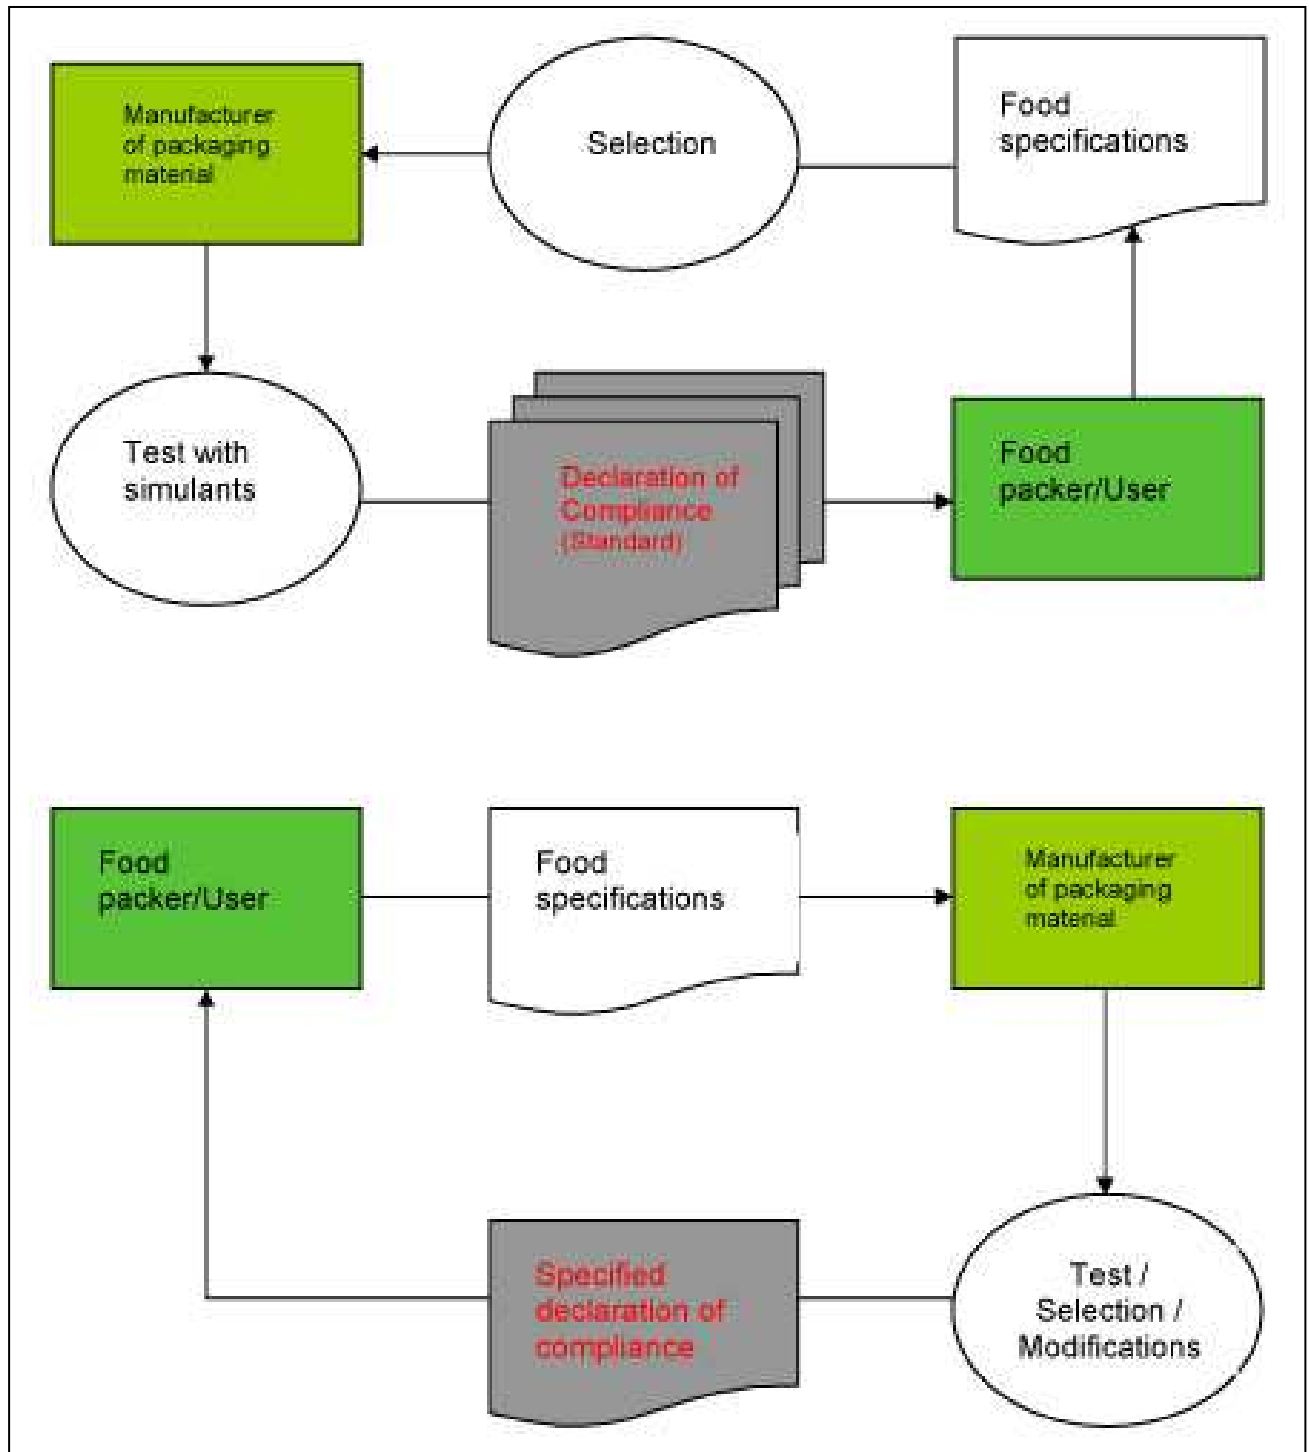 Manufacturer
of packaging
material
Selection
Food
specifications
Test with
simulants
Declaration of
Compliance
(Standard)
Food
packer/User
Food
packer/User
Food
specifications
Manufacturer
of packaging
material
Specified
declaration of
compliance
Test /
Selection /
Modifications